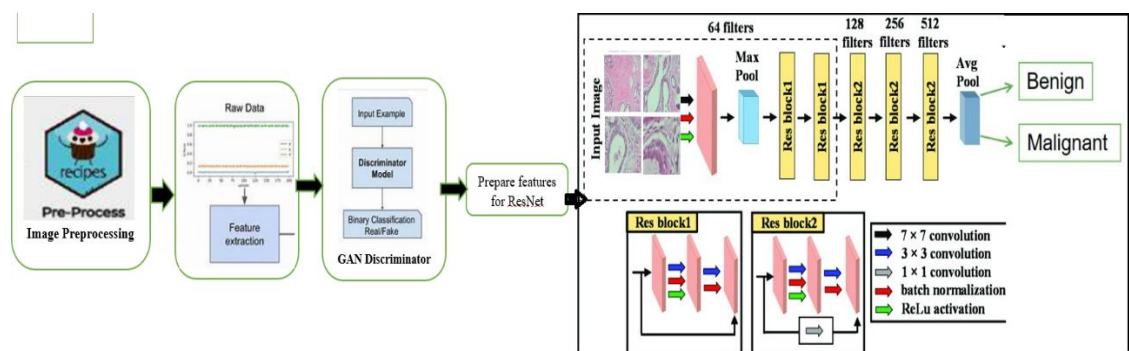 recipes
Pre-Process
Image Preprocessing
Raw Data
Feature
extraction
Input Example
Discriminator
Model
Binary Classification
Real/Fake
GAN Discriminator
Prepare features
for ResNet
64 filters
128
filters
256
filters
512
filters
Input Image
Max
Pool
Res block1
Res block1
Res block2
Res block2
Res block2
Avg
Pool
Benign
Malignant
Res block1
Res block2
7 × 7 convolution
3 × 3 convolution
1 × 1 convolution
batch normalization
ReLu activation